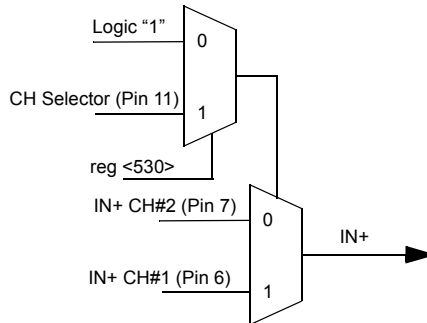 Logic “1”
0
CH Selector (Pin 11)
1
reg <530>
IN+ CH#2 (Pin 7)
0
IN+
IN+ CH#1 (Pin 6)
1